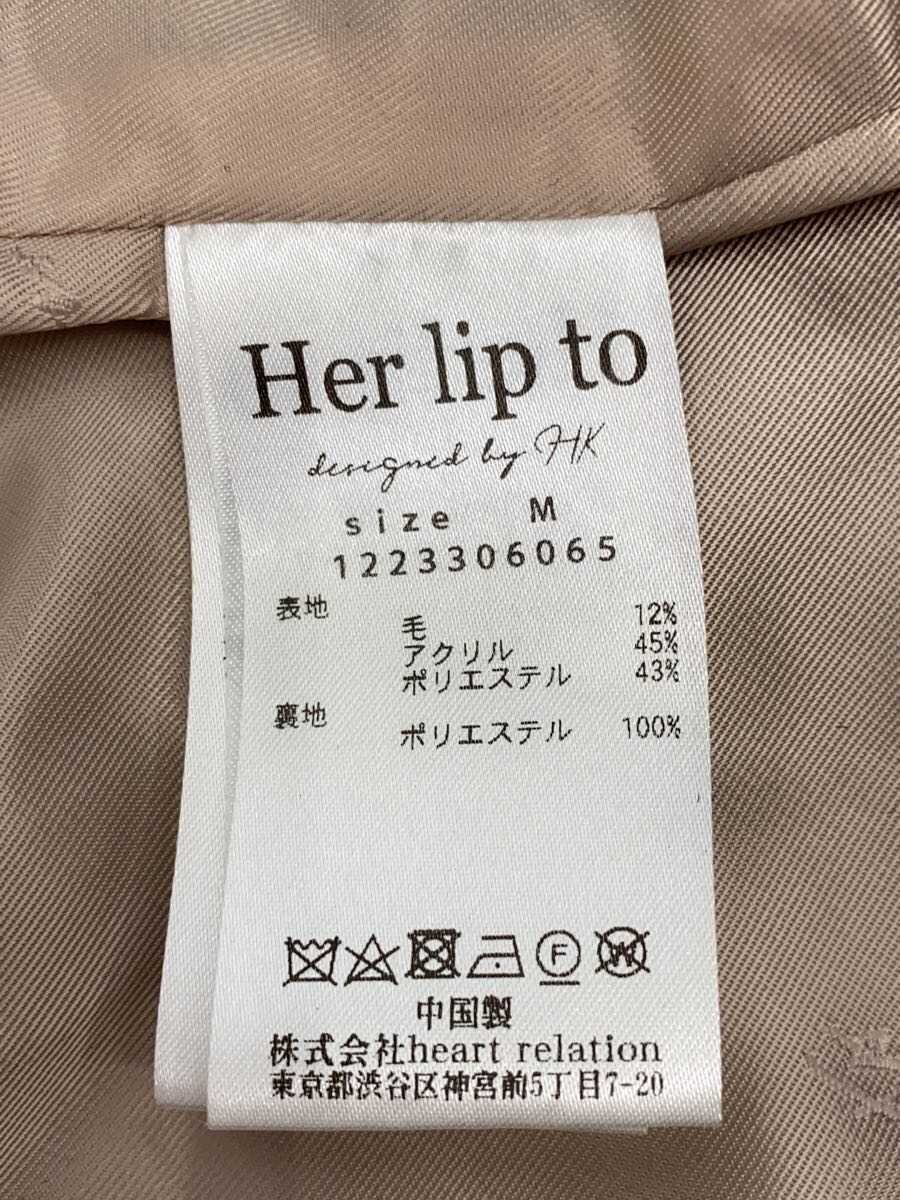 Her lip to
designed by HK
size M
1223306065
表地
毛 12%
アクリル 45%
ポリエステル 43%
裏地
ポリエステル 100%
F W
中国製
株式会社heart relation
東京都渋谷区神宮前5丁目7-20